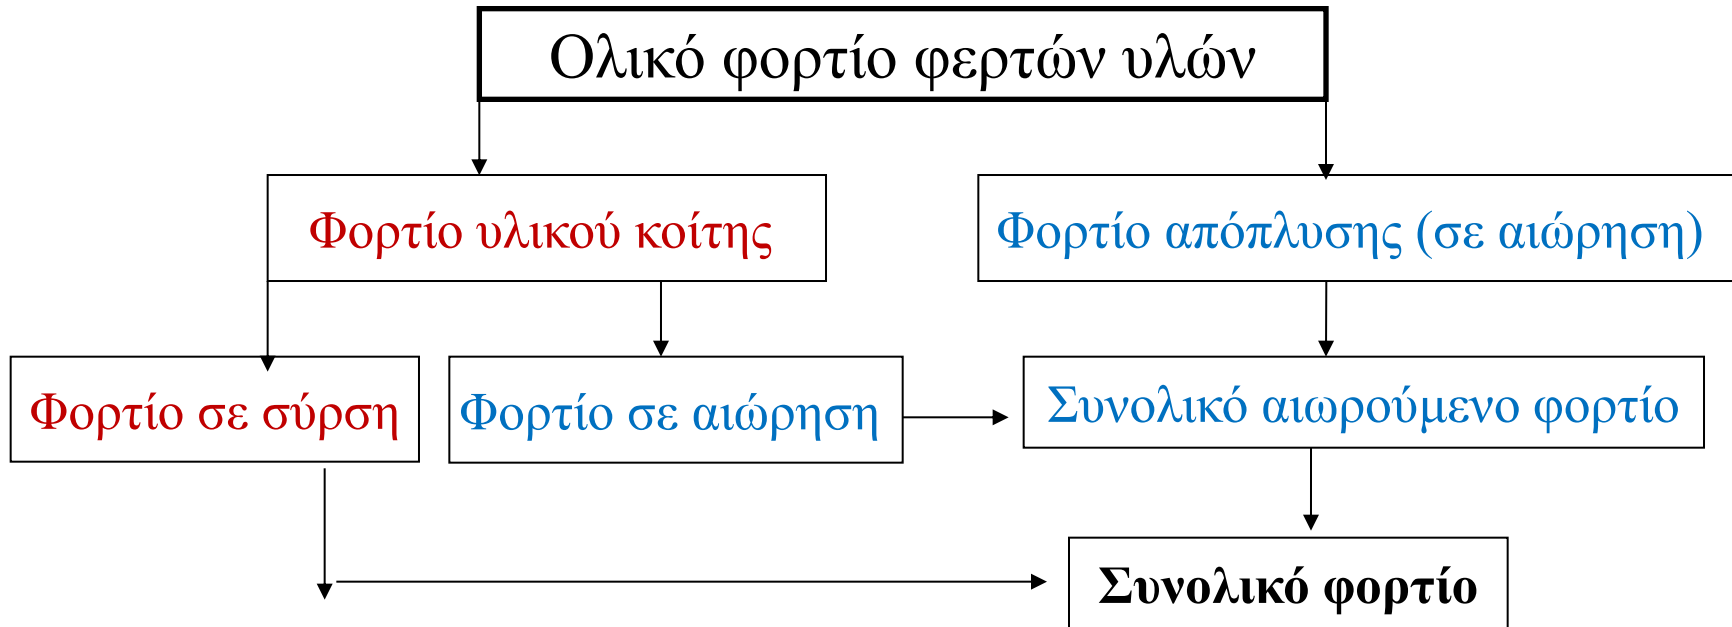 Ολικό φορτίο φερτών υλών
Φορτίο υλικού κοίτης
Φορτίο απόπλυσης (σε αιώρηση)
Φορτίο σε σύρση
Φορτίο σε αιώρηση
Συνολικό αιωρούμενο φορτίο
Συνολικό φορτίο